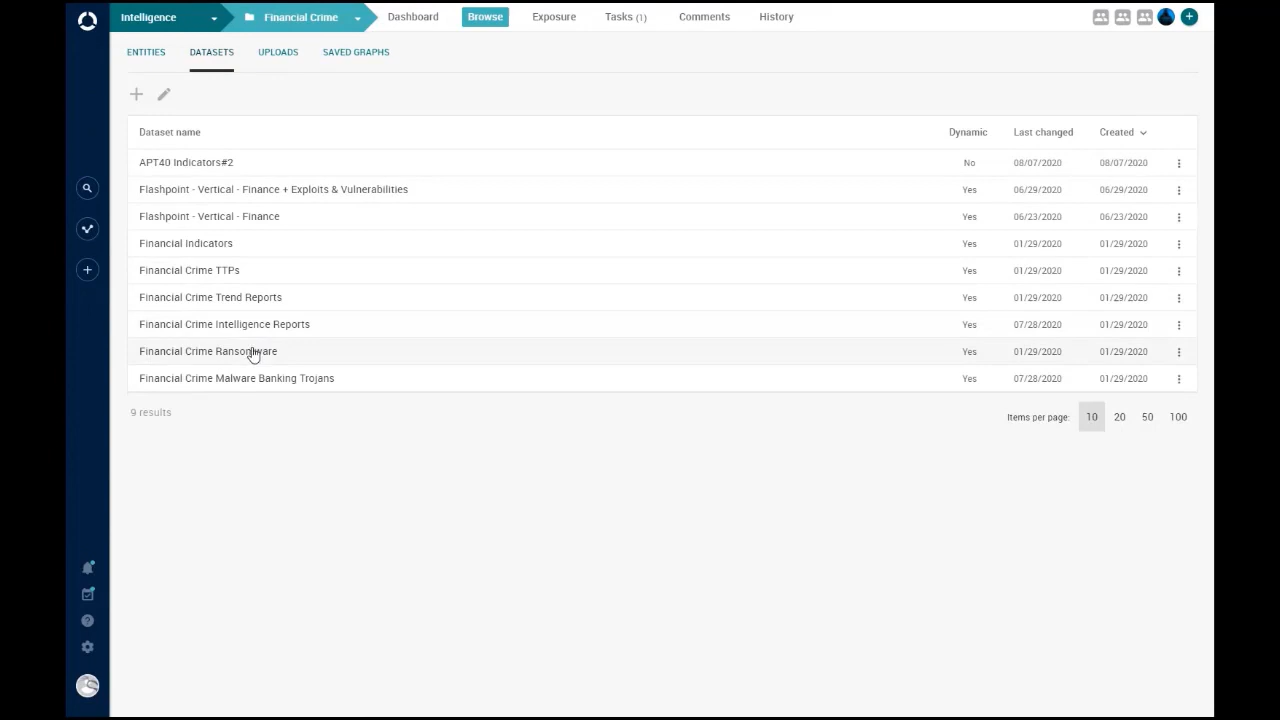 Intelligence Financial Crime Dashboard Browse Exposure Tasks (1) Comments History
ENTITIES DATASETS UPLOADS SAVED GRAPHS
Dataset name Dynamic Last changed Created
APT40 Indicators#2 No 08/07/2020 08/07/2020
Flashpoint - Vertical - Finance + Exploits & Vulnerabilities Yes 06/29/2020 06/29/2020
Flashpoint - Vertical - Finance Yes 06/23/2020 06/23/2020
Financial Indicators Yes 01/29/2020 01/29/2020
Financial Crime TTPs Yes 01/29/2020 01/29/2020
Financial Crime Trend Reports Yes 01/29/2020 01/29/2020
Financial Crime Intelligence Reports Yes 07/28/2020 01/29/2020
Financial Crime Ransomware Yes 01/29/2020 01/29/2020
Financial Crime Malware Banking Trojans Yes 07/28/2020 01/29/2020
9 results Items per page: 10 20 50 100